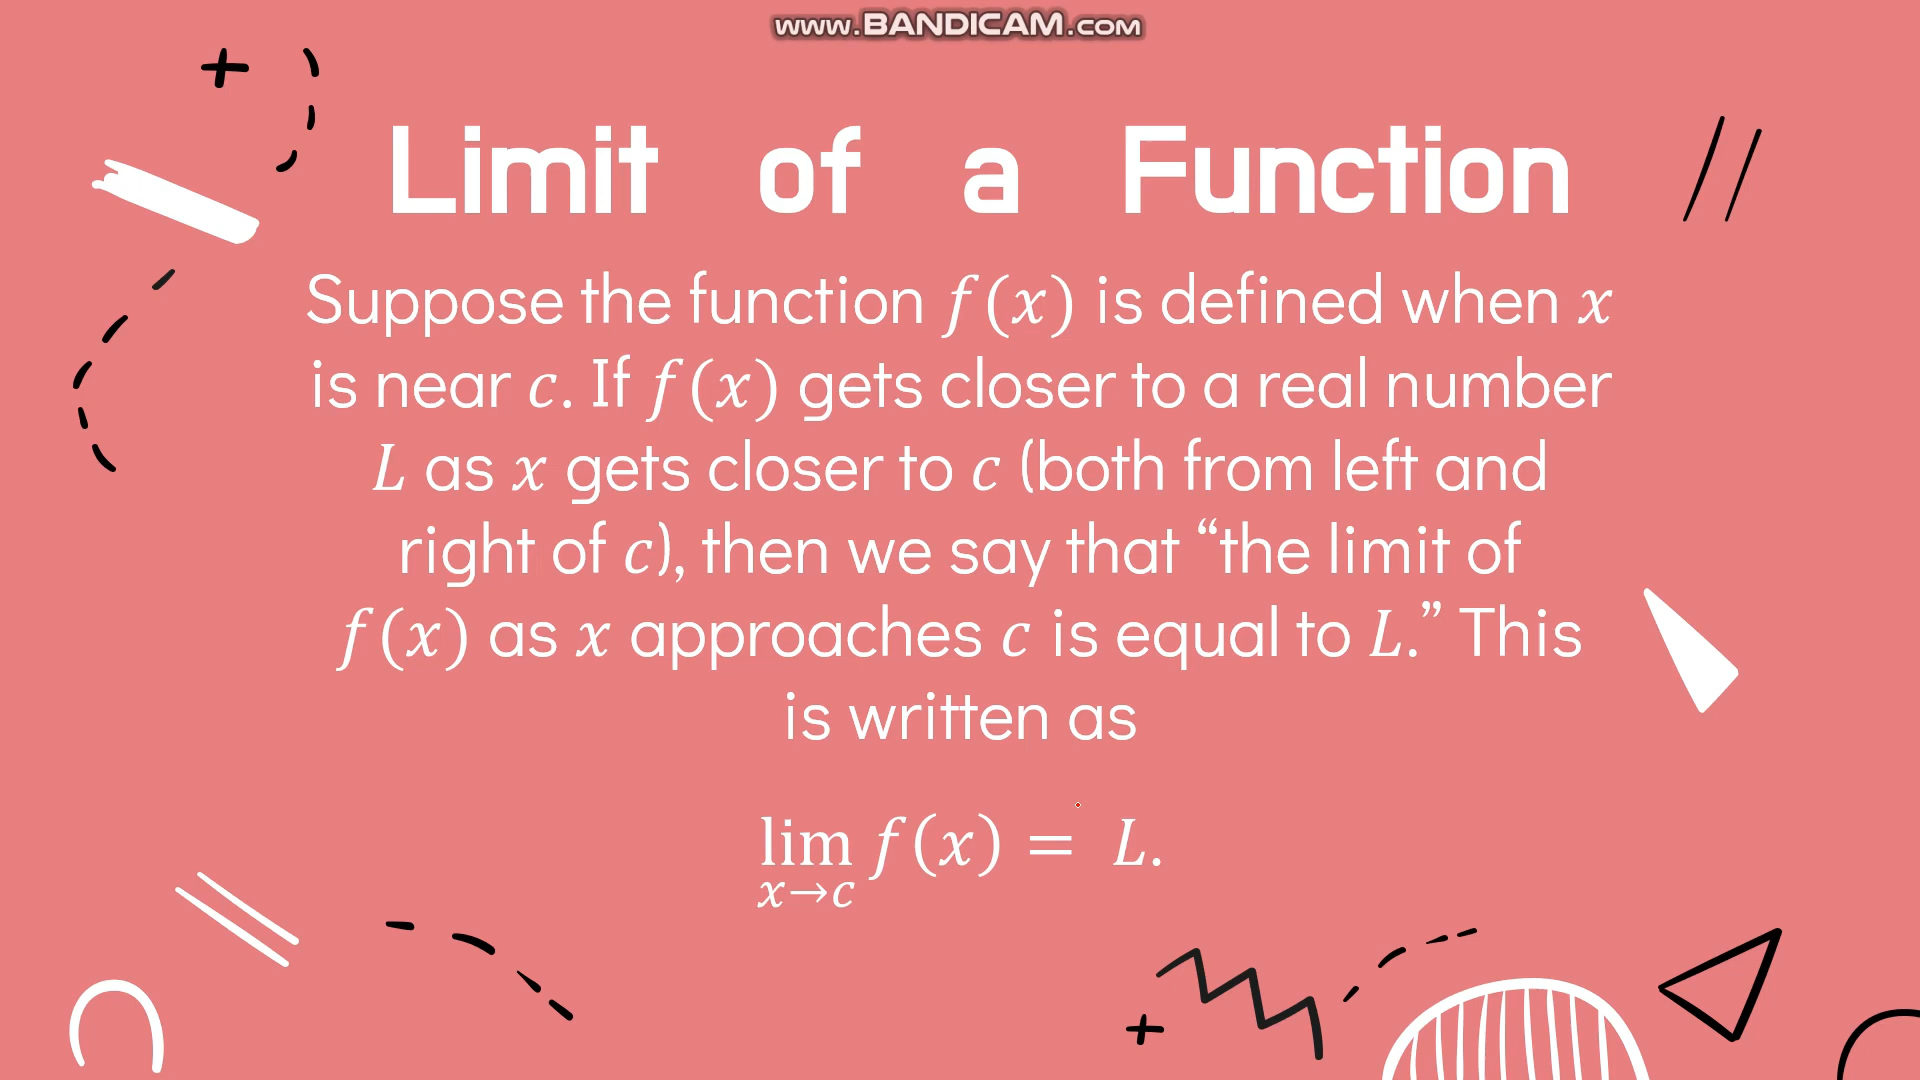 www.BANDICAM.com
Limit of a Function
Suppose the function f(x) is defined when x
is near c. If f(x) gets closer to a real number
L as x gets closer to c (both from left and
right of c), then we say that “the limit of
f(x) as x approaches c is equal to L.” This
is written as
lim f(x) = L.
x→c